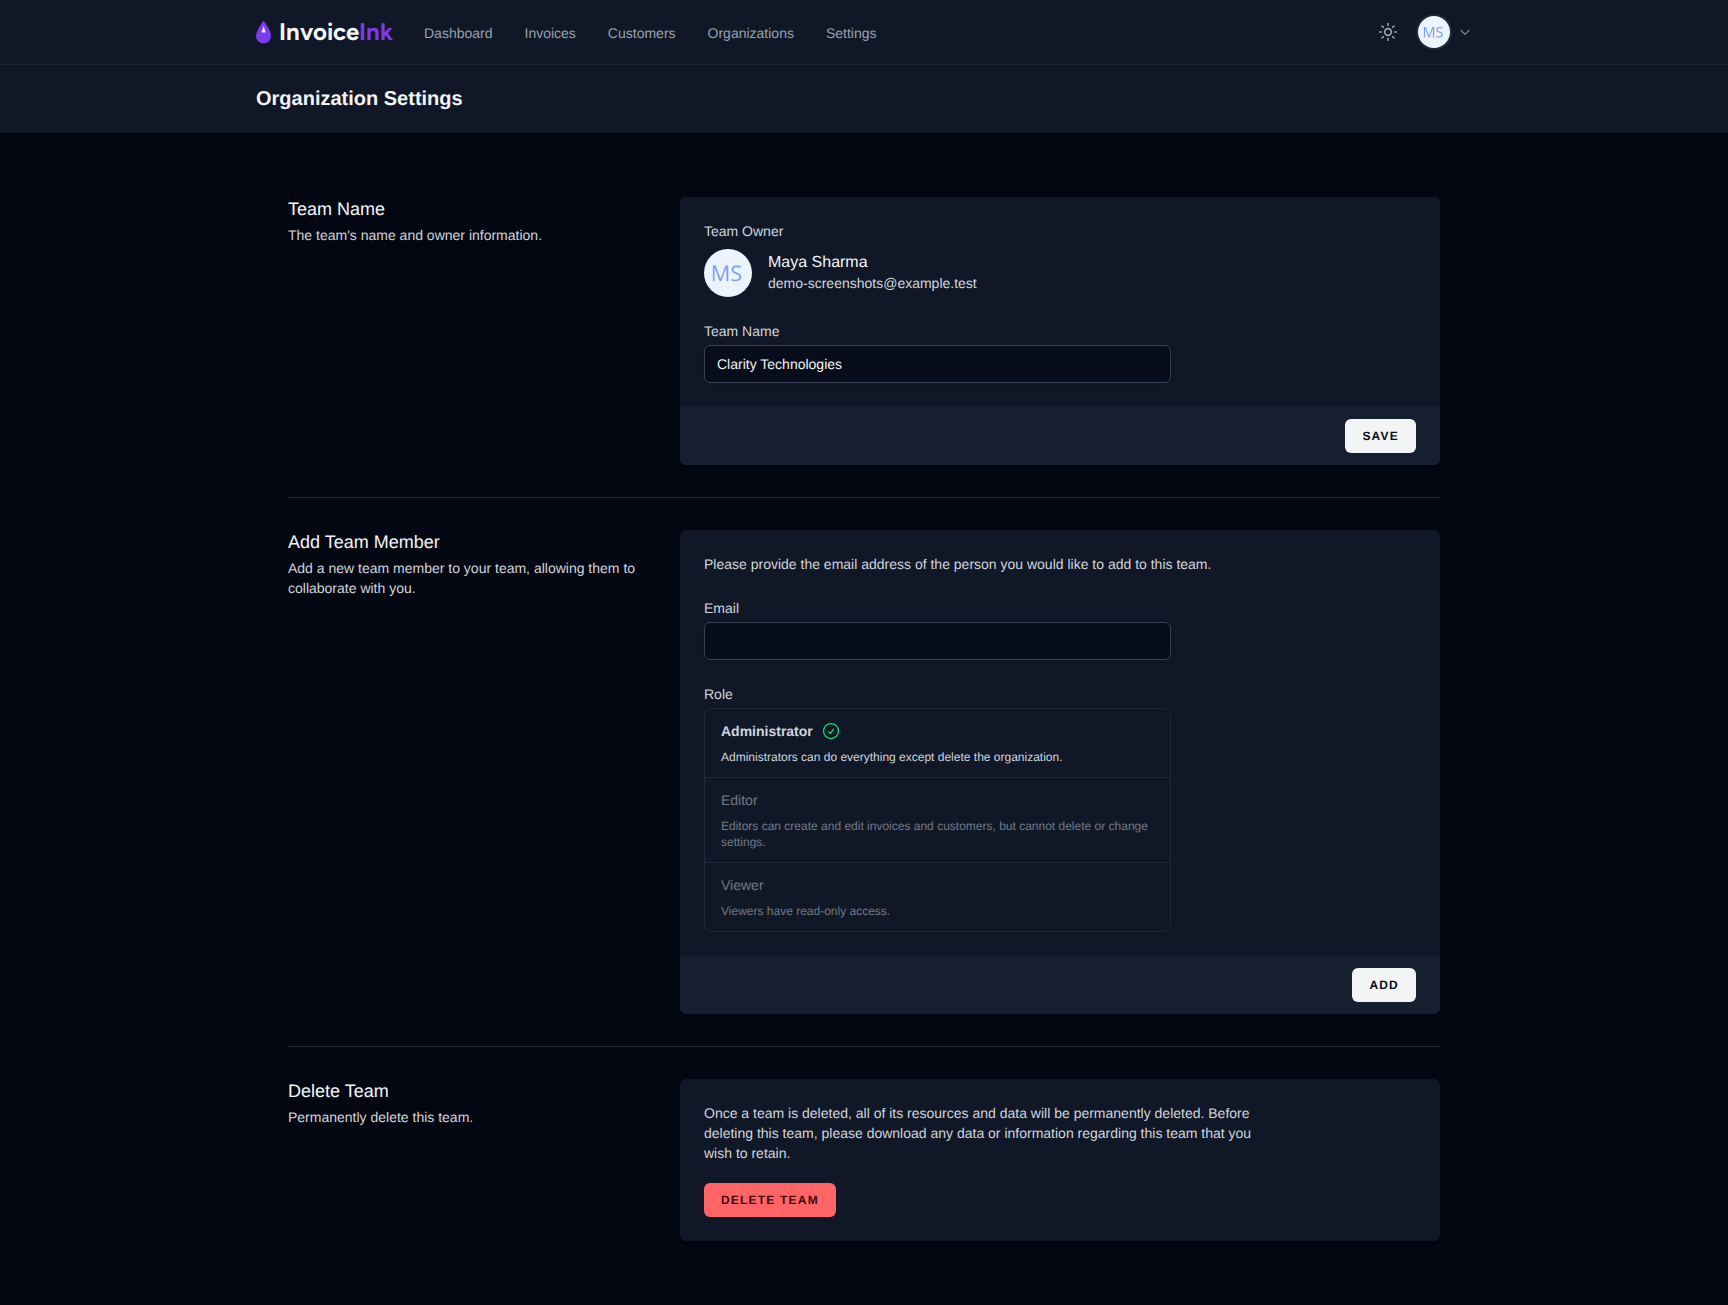 InvoiceInk
Dashboard
Invoices
Customers
Organizations
Settings
MS
Organization Settings
Team Name
The team's name and owner information.
Team Owner
MS
Maya Sharma
demo-screenshots@example.test
Team Name
Clarity Technologies
SAVE
Add Team Member
Add a new team member to your team, allowing them to
collaborate with you.
Please provide the email address of the person you would like to add to this team.
Email
Role
Administrator
Administrators can do everything except delete the organization.
Editor
Editors can create and edit invoices and customers, but cannot delete or change
settings.
Viewer
Viewers have read-only access.
ADD
Delete Team
Permanently delete this team.
Once a team is deleted, all of its resources and data will be permanently deleted. Before
deleting this team, please download any data or information regarding this team that you
wish to retain.
DELETE TEAM